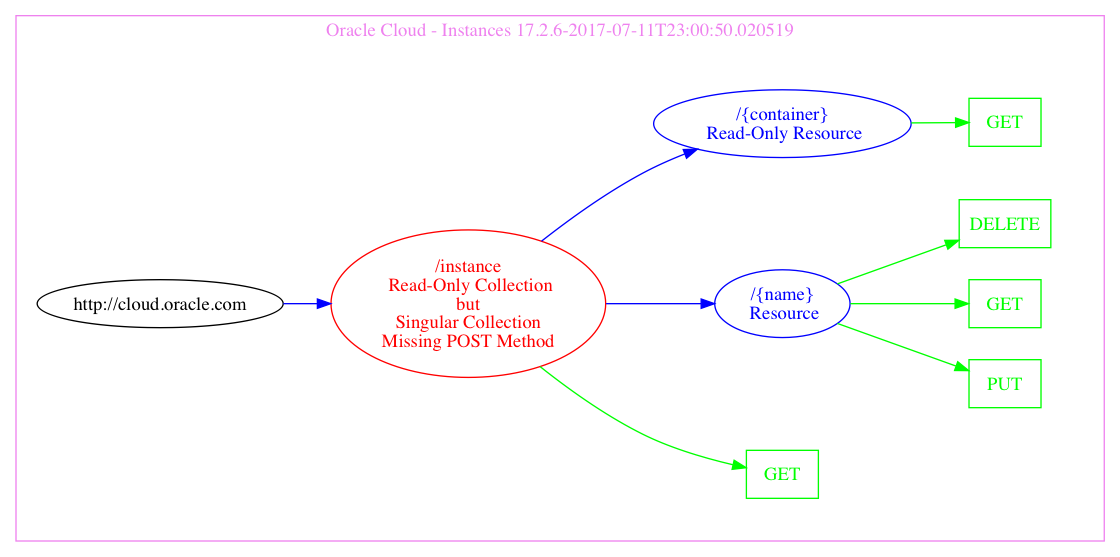 Oracle Cloud - Instances 17.2.6-2017-07-11T23:00:50.020519
/{container}
Read-Only Resource
GET
DELETE
/instance
Read-Only Collection
but
Singular Collection
Missing POST Method
http://cloud.oracle.com
/{name}
Resource
GET
PUT
GET